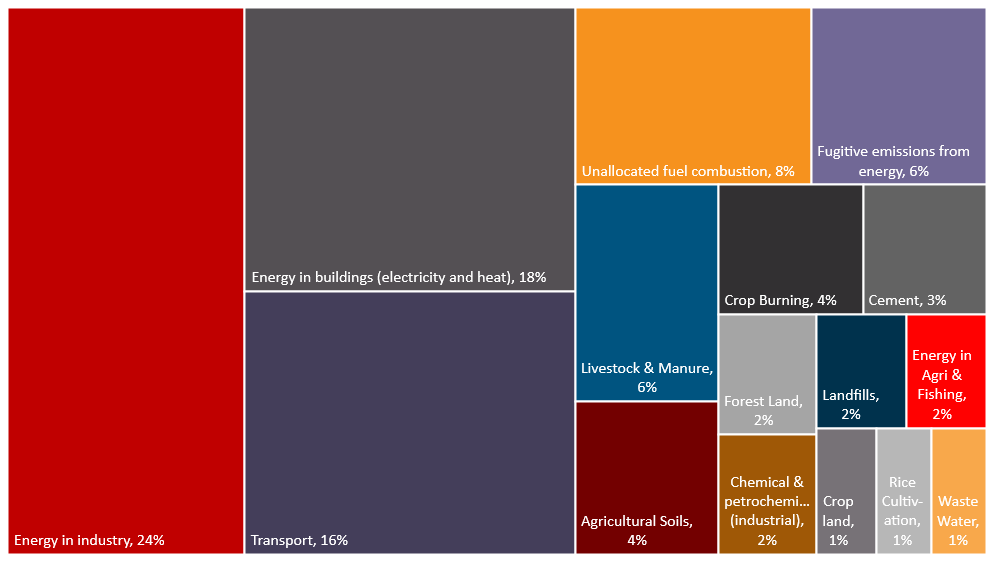 Energy in industry, 24%
Energy in buildings (electricity and heat), 18%
Transport, 16%
Unallocated fuel combustion, 8%
Fugitive emissions from
energy, 6%
Livestock & Manure,
6%
Agricultural Soils,
4%
Crop Burning, 4%
Cement, 3%
Forest Land,
2%
Chemical &
petrochemi...
(industrial),
2%
Landfills,
2%
Energy in
Agri &
Fishing,
2%
Crop
land,
1%
Rice
Cultiv-
ation,
1%
Waste
Water,
1%